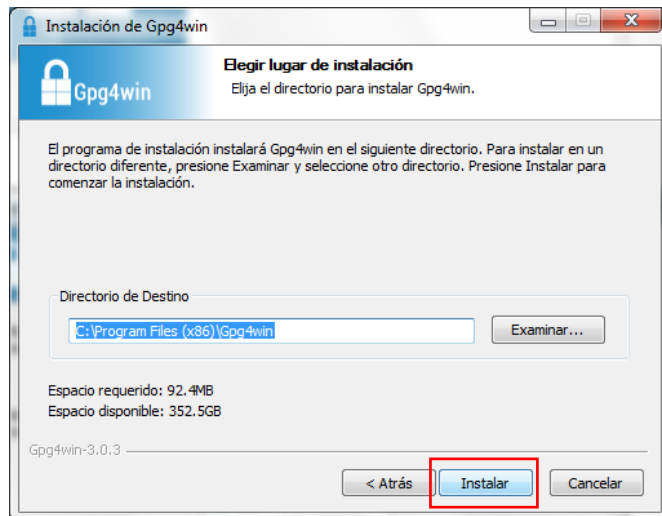 Instalación de Gpg4win
Gpg4win
Elegir lugar de instalación
Elija el directorio para instalar Gpg4win.
El programa de instalación instalará Gpg4win en el siguiente directorio. Para instalar en un
directorio diferente, presione Examinar y seleccione otro directorio. Presione Instalar para
comenzar la instalación.
Directorio de Destino
C:\Program Files (x86)\Gpg4win
Examinar...
Espacio requerido: 92.4MB
Espacio disponible: 352.5GB
Gpg4win-3.0.3
< Atrás
Instalar
Cancelar